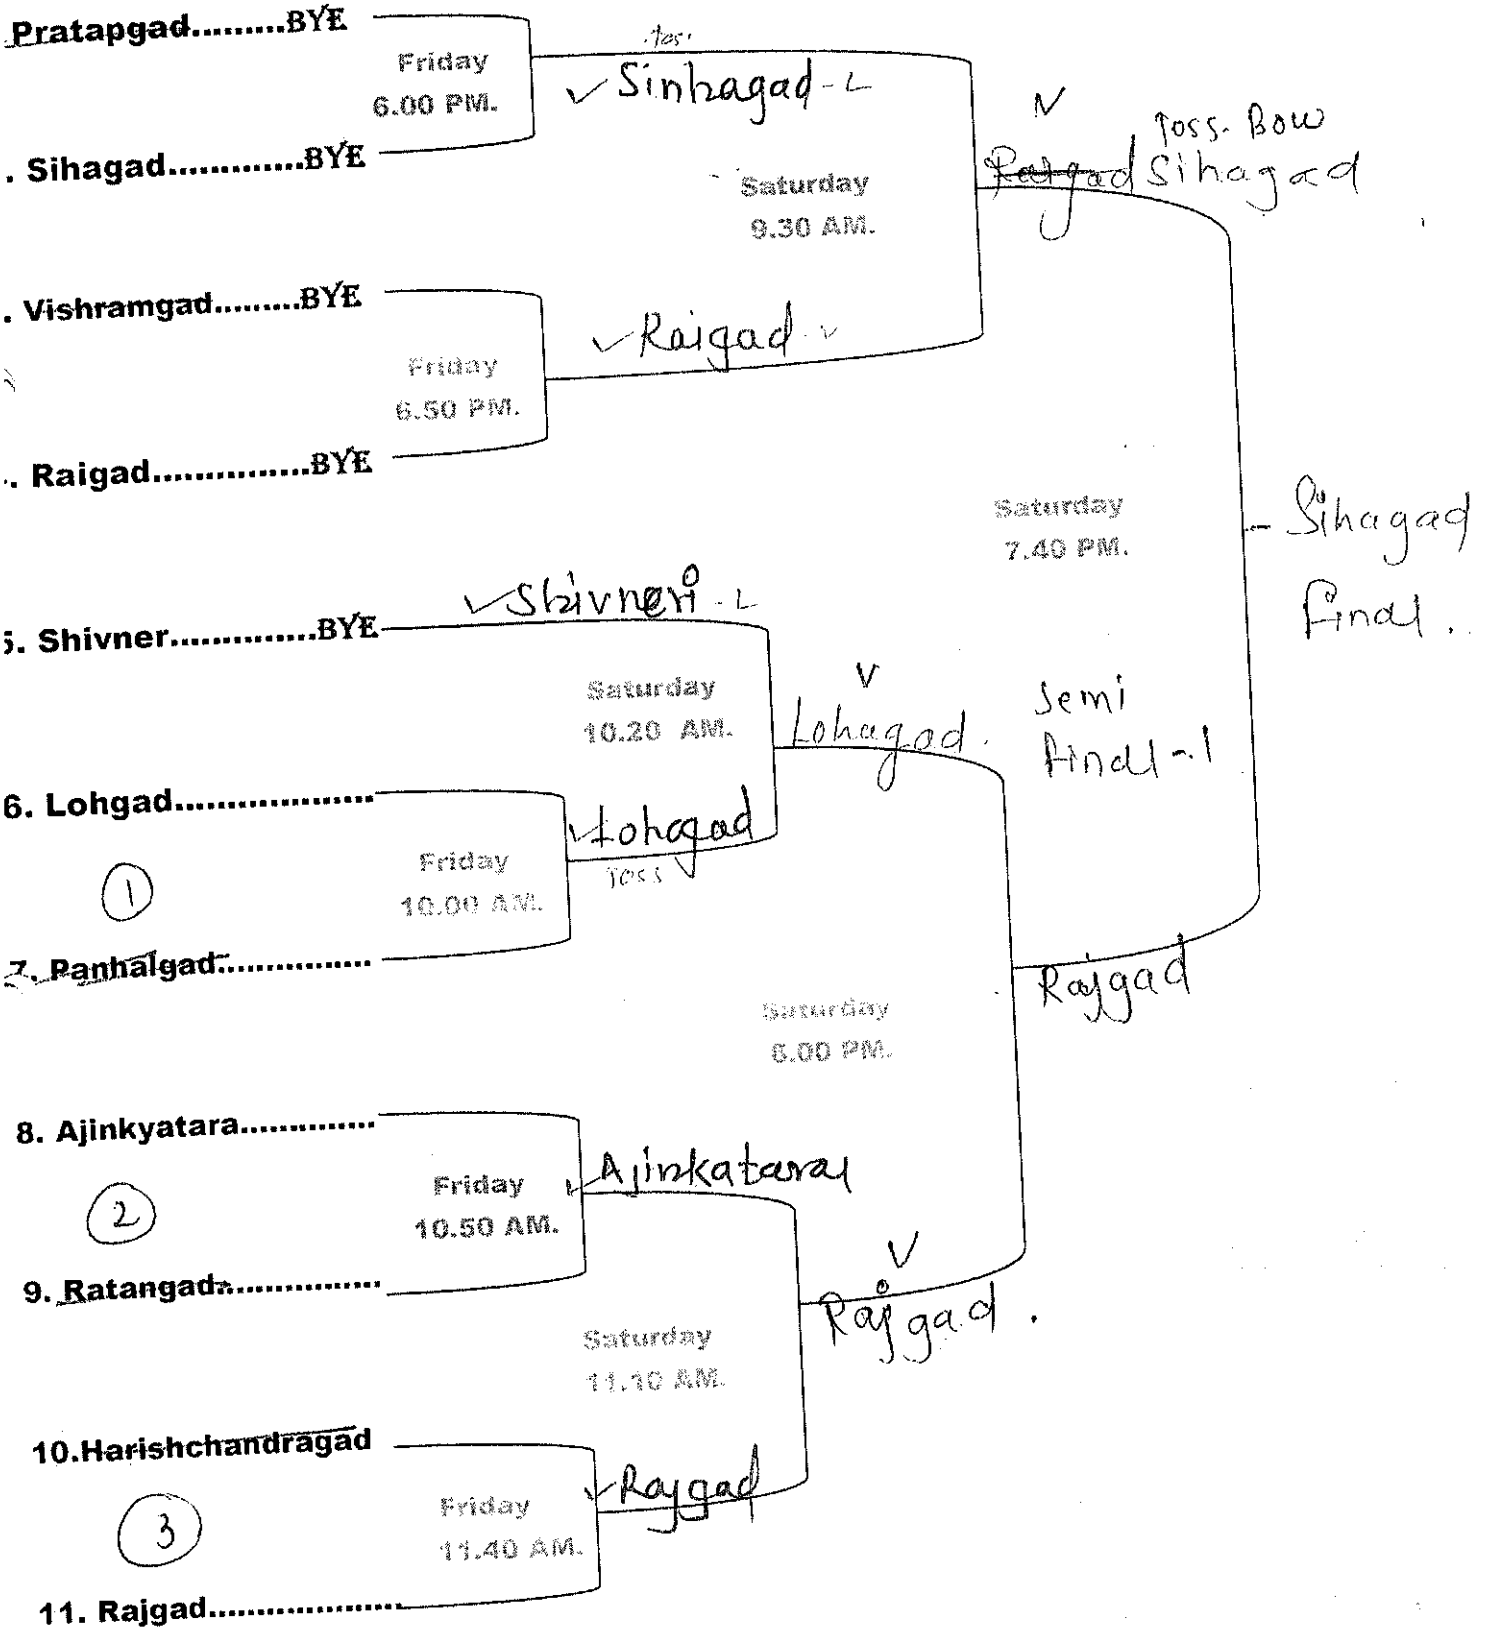 Pratapgad.........BYE
tos.
Friday
✓ Sinhagad - L
6.00 PM.
N
Toss. Bow
. Sihagad.............BYE
Raigad Sihagad
Saturday
9.30 AM.
. Vishramgad.........BYE
✓ Raigad - v
Friday
6.50 PM.
. Raigad...............BYE
Saturday
- Sihagad
7.40 PM.
✓ Shivneri - L
Final.
5. Shivner..............BYE
V
Saturday
Semi
10.20 AM.
Lohagad.
Final - 1
6. Lohgad...................
✓ Lohagad
Friday
Toss
1
10.00 AM.
7. Panhalgad................
Rajgad
Saturday
6.00 PM.
8. Ajinkyatara..............
✓ Ajinkatara
Friday
2
10.50 AM.
V
9. Ratangad................
Rajgad.
Saturday
11.10 AM.
10.Harishchandragad
✓ Rajgad
Friday
3
11.40 AM.
11. Rajgad....................